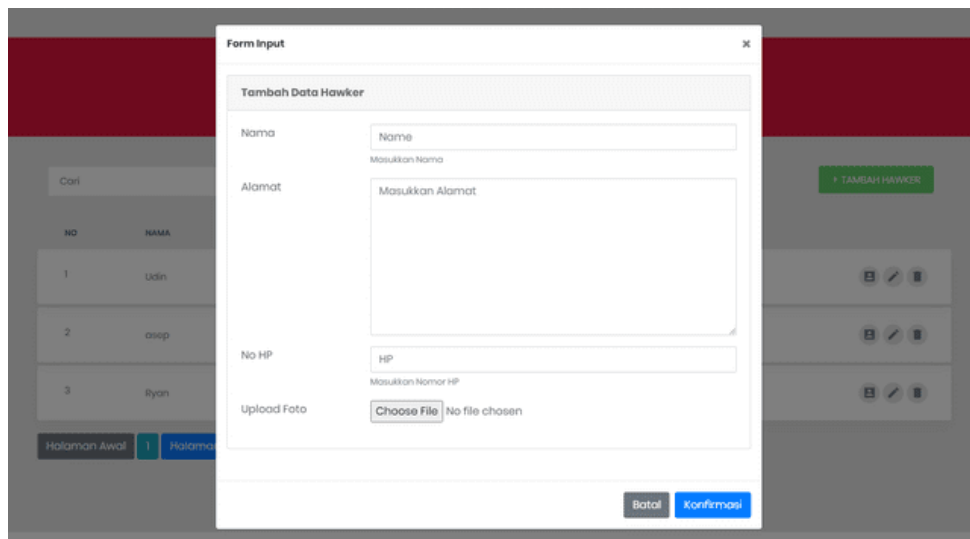 Form Input
×
Tambah Data Hawker
Nama
Name
Masukkan Nama
Alamat
Masukkan Alamat
No HP
HP
Masukkan Nomor HP
Upload Foto
Choose File No file chosen
Batal Konfirmasi
Cari
TAMBAH HAWKER
NO NAMA
1 Udin
2 asep
3 Ryan
Halaman Awal 1 Halaman